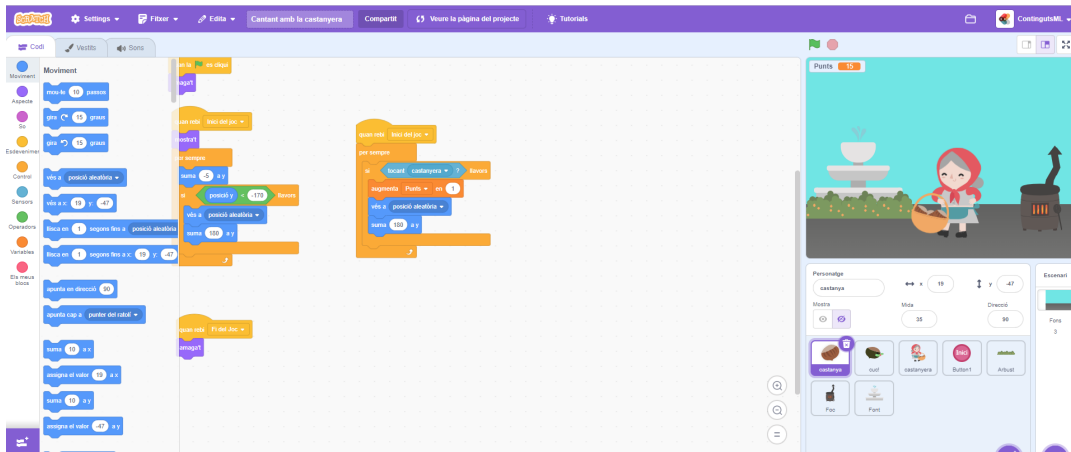 SCRATCH Settings Fitxer Edita Cantant amb la castanyera Compartit Veure la pàgina del projecte Tutorials ContingutsML
Codi Vestits Sons
Moviment
Aspecte
So
Esdeveniments
Control
Sensors
Operadors
Variables
Els meus blocs
Moviment
mou-te 10 passos
gira 15 graus
gira 15 graus
vés a posició aleatòria
vés a x: 19 y: -47
llisca en 1 segons fins a posició aleatòria
llisca en 1 segons fins a x: 19 y: -47
apunta en direcció 90
apunta cap a punter del ratolí
suma 10 a x
assigna el valor 19 a x
suma 10 a y
assigna el valor -47 a y
quan rebi Inici del joc
per sempre
suma -5 a y
si posició y < -170 llavors
vés a posició aleatòria
suma 180 a y
quan rebi Fi del Joc
amaga't
quan rebi Inici del joc
per sempre
si tocant castanyera ? llavors
augmenta Punts en 1
vés a posició aleatòria
suma 180 a y
Punts 15
Personatge
castanya
x 19 y -47
Mostra Mida Direcció
35 90
castanya cud castanyera Button1 Arbust
Inici
Foc Font
Escenari
Fons
3